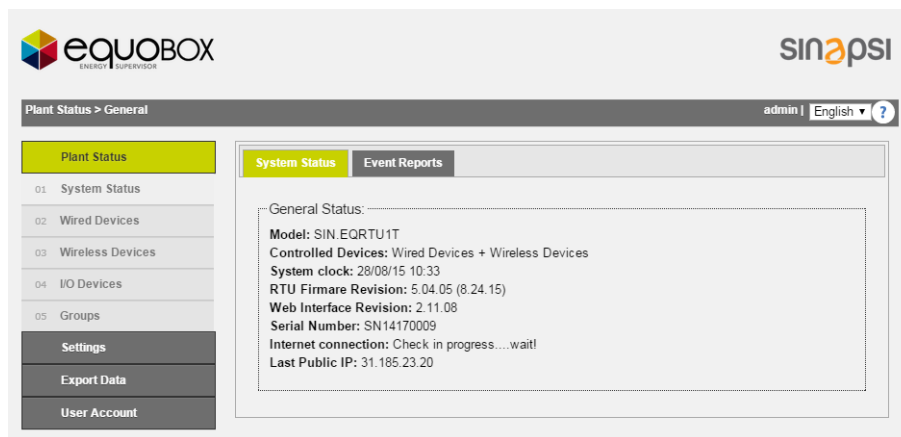 EQUOBOX
ENERGY SUPERVISOR
sinapsi
Plant Status > General
admin | English ?
Plant Status
01 System Status
02 Wired Devices
03 Wireless Devices
04 I/O Devices
05 Groups
Settings
Export Data
User Account
System Status Event Reports
General Status:
Model: SIN.EQRTU1T
Controlled Devices: Wired Devices + Wireless Devices
System clock: 28/08/15 10:33
RTU Firmare Revision: 5.04.05 (8.24.15)
Web Interface Revision: 2.11.08
Serial Number: SN14170009
Internet connection: Check in progress....wait!
Last Public IP: 31.185.23.20